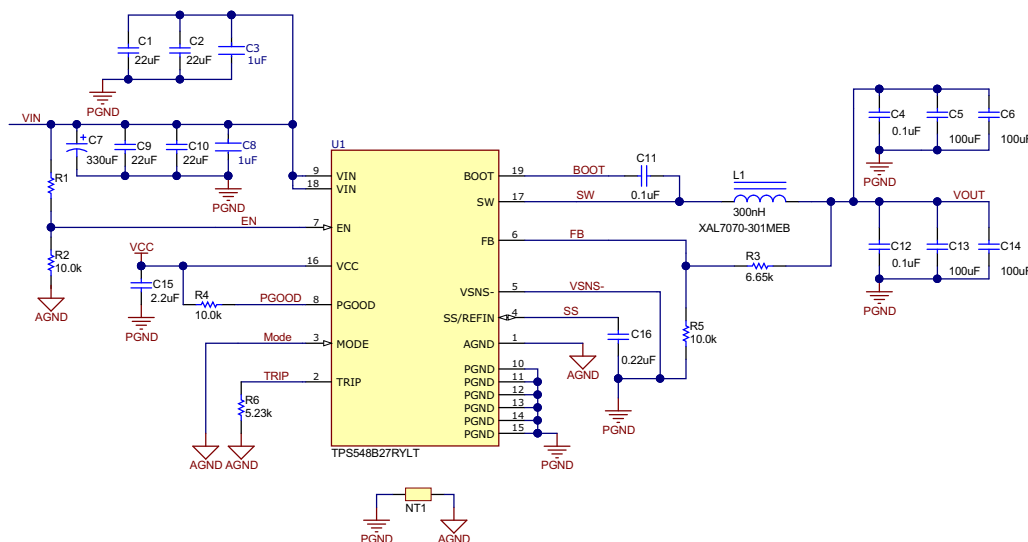 C1
22uF
C2
22uF
C3
1uF
PGND
VIN
C7
330uF
C9
22uF
C10
22uF
C8
1uF
PGND
R1
EN
R2
10.0k
AGND
VCC
C15
2.2uF
PGND
R4
10.0k
PGOOD
Mode
TRIP
R6
5.23k
AGND
AGND
U1
9 VIN
18 VIN
7 EN
16 VCC
8 PGOOD
3 MODE
2 TRIP
BOOT 19
SW 17
FB 6
VSNS- 5
SS/REFIN 4
AGND 1
PGND 10
PGND 11
PGND 12
PGND 13
PGND 14
PGND 15
TPS548B27RYLT
BOOT
C11
0.1uF
SW
L1
300nH
XAL7070-301MEB
FB
R3
6.65k
VSNS-
SS
C16
0.22uF
R5
10.0k
AGND
PGND
PGND
C4
0.1uF
C5
100uF
C6
100uF
PGND
VOUT
C12
0.1uF
C13
100uF
C14
100uF
PGND
NT1
PGND
AGND